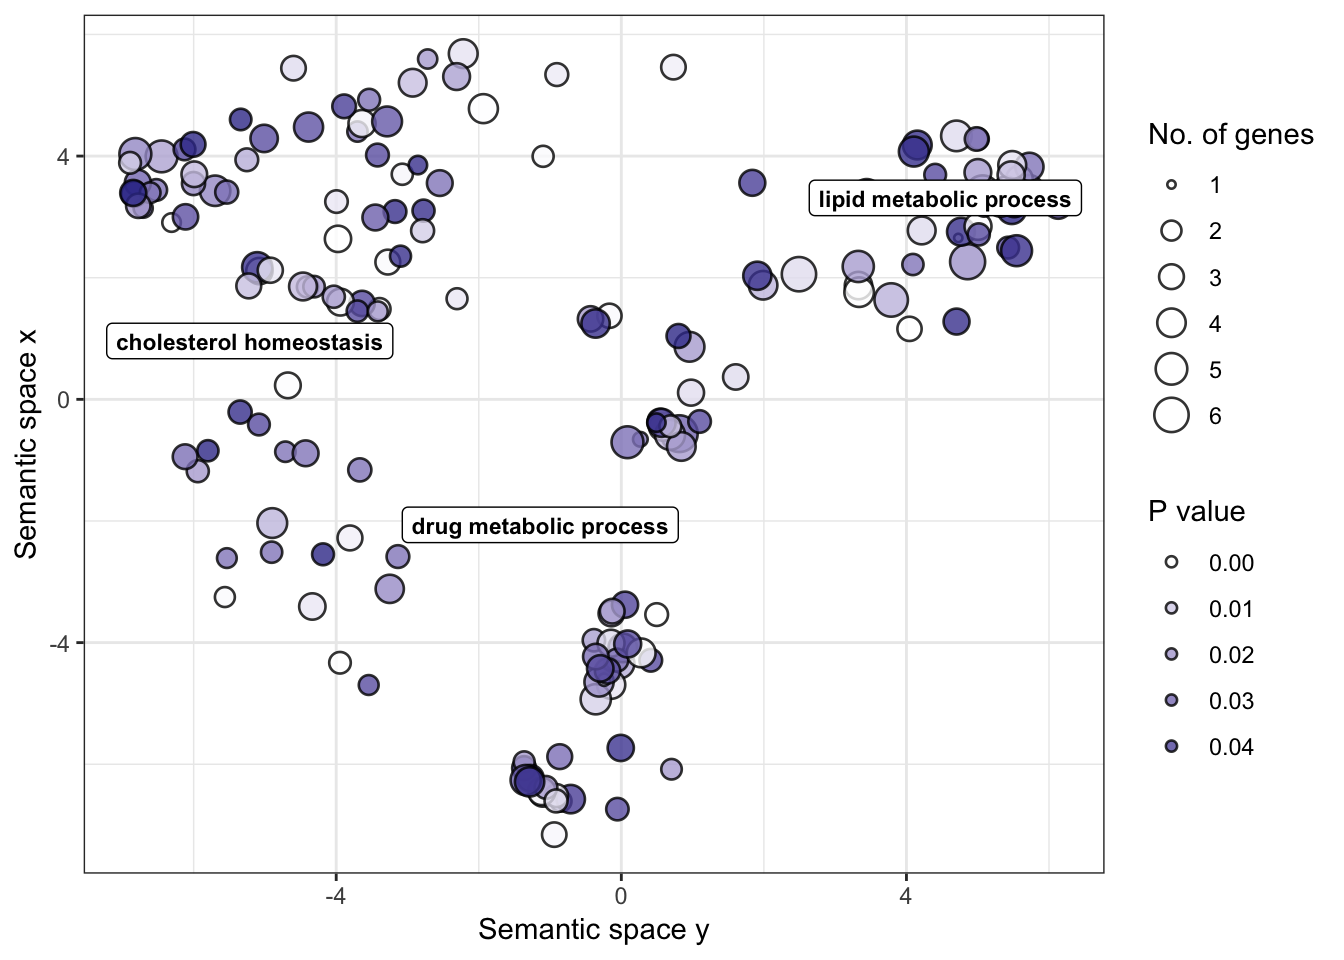 4
0
-4
-4
0
4
Semantic space x
Semantic space y
lipid metabolic process
cholesterol homeostasis
drug metabolic process
No. of genes
1
2
3
4
5
6
P value
0.00
0.01
0.02
0.03
0.04